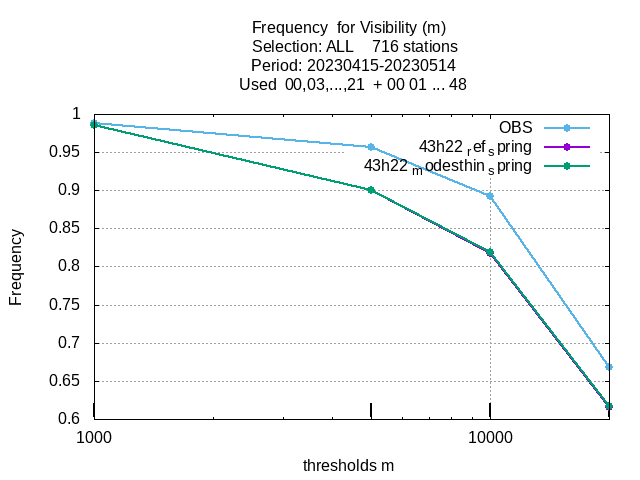 Frequency  for Visibility (m)
Selection: ALL    716 stations
Period: 20230415-20230514
Used  00,03,...,21  + 00 01 ... 48
OBS
43h22 ref spring
43h22 modesthin spring
1
0.95
0.9
0.85
0.8
0.75
0.7
0.65
0.6
Frequency
1000
10000
thresholds m